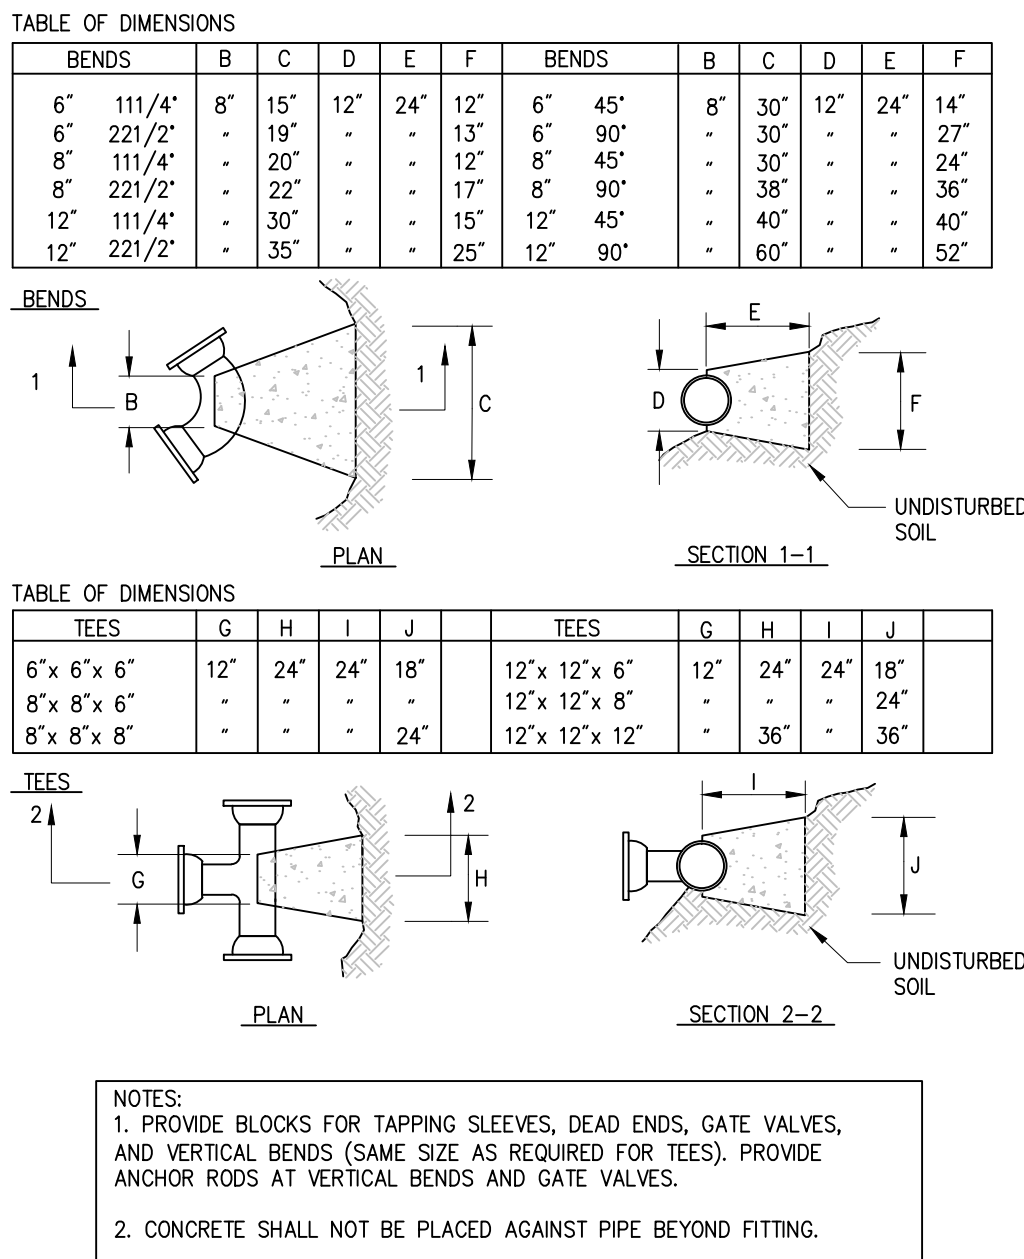 TABLE OF DIMENSIONS
BENDS B C D E F BENDS B C D E F
6" 111/4° 8" 15" 12" 24" 12" 6" 45° 8" 30" 12" 24" 14"
6" 221/2° " 19" " " 13" 6" 90° " 30" " " 27"
8" 111/4° " 20" " " 12" 8" 45° " 30" " " 24"
8" 221/2° " 22" " " 17" 8" 90° " 38" " " 36"
12" 111/4° " 30" " " 15" 12" 45° " 40" " " 40"
12" 221/2° " 35" " " 25" 12" 90° " 60" " " 52"
BENDS
1 B 1 C
PLAN
E
D F
UNDISTURBED
SOIL
SECTION 1-1
TABLE OF DIMENSIONS
TEES G H I J TEES G H I J
6"x 6"x 6" 12" 24" 24" 18" 12"x 12"x 6" 12" 24" 24" 18"
8"x 8"x 6" " " " " 12"x 12"x 8" " " " 24"
8"x 8"x 8" " " " 24" 12"x 12"x 12" " 36" " 36"
TEES
2 G 2 H
PLAN
I
J
UNDISTURBED
SOIL
SECTION 2-2
NOTES:
1. PROVIDE BLOCKS FOR TAPPING SLEEVES, DEAD ENDS, GATE VALVES,
AND VERTICAL BENDS (SAME SIZE AS REQUIRED FOR TEES). PROVIDE
ANCHOR RODS AT VERTICAL BENDS AND GATE VALVES.
2. CONCRETE SHALL NOT BE PLACED AGAINST PIPE BEYOND FITTING.